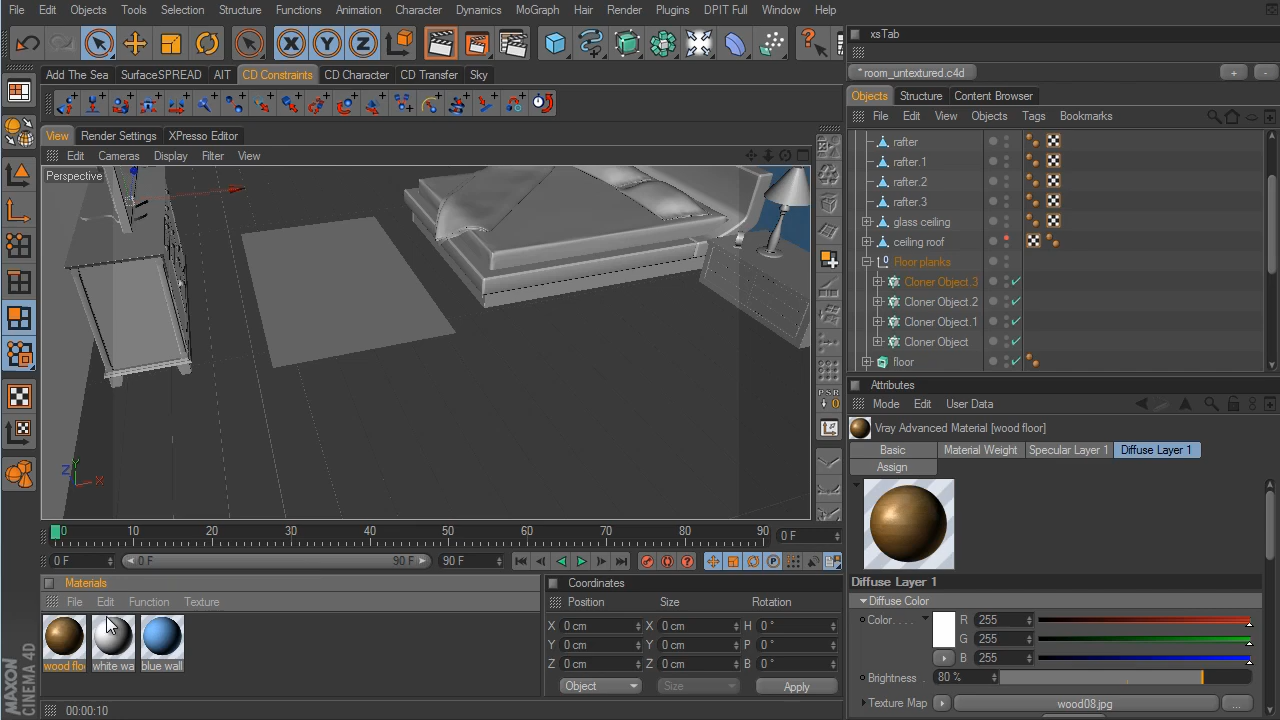 File Edit Objects Tools Selection Structure Functions Animation Character Dynamics MoGraph Hair Render Plugins DPIT Full Window Help
xsTab
* room_untextured.c4d
Add The Sea SurfaceSPREAD AIT CD Constraints CD Character CD Transfer Sky
Objects Structure Content Browser
File Edit View Objects Tags Bookmarks
View Render Settings XPresso Editor
Edit Cameras Display Filter View
Perspective
rafter
rafter.1
rafter.2
rafter.3
glass ceiling
ceiling roof
Floor planks
Cloner Object.3
Cloner Object.2
Cloner Object.1
Cloner Object
floor
Attributes
Mode Edit User Data
Vray Advanced Material [wood floor]
Basic Material Weight Specular Layer 1 Diffuse Layer 1
Assign
P S R
0
Z Y X
0 10 20 30 40 50 60 70 80 90 0 F
0 F 0 F 90 F 90 F
Materials
File Edit Function Texture
wood floo white wa blue wall
Coordinates
Position Size Rotation
X 0 cm X 0 cm H 0 °
Y 0 cm Y 0 cm P 0 °
Z 0 cm Z 0 cm B 0 °
Object Size Apply
Diffuse Layer 1
Diffuse Color
Color. . . . R 255
G 255
B 255
Brightness . 80 %
Texture Map wood08.jpg ...
MAXON
CINEMA 4D
00:00:10